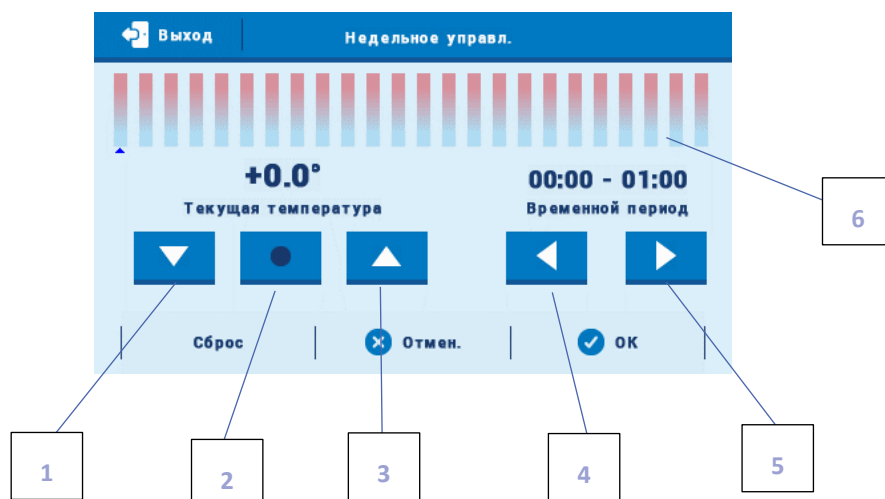 Выход
Недельное управл.
+0.0°
00:00 - 01:00
Текущая температура
Временной период
6
Сброс
Отмен.
OK
1
2
3
4
5